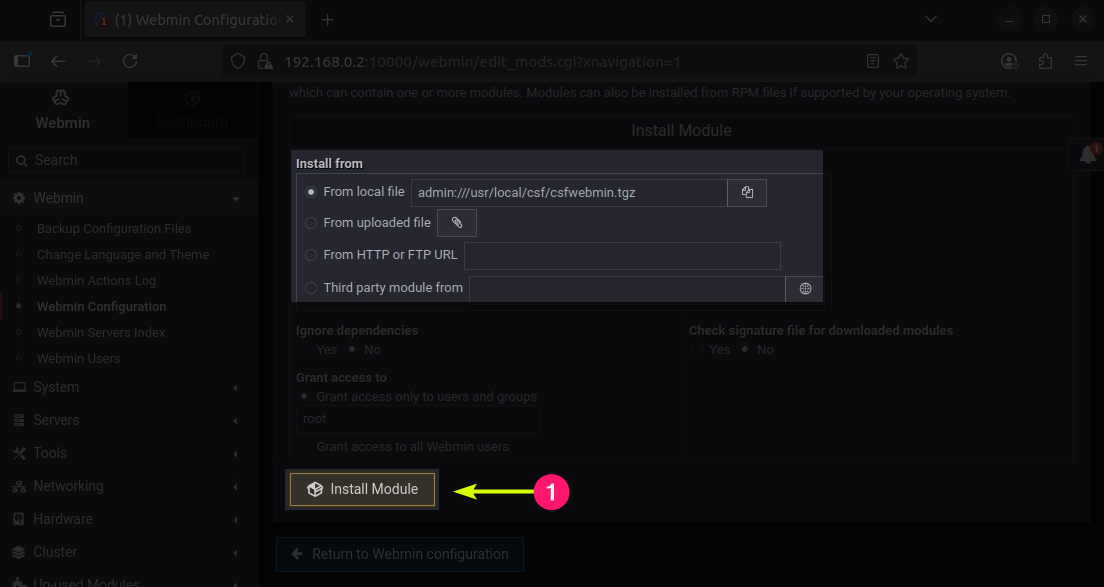 (1) Webmin Configuratio
192.168.0.2:10000/webmin/edit_mods.cgi?xnavigation=1
Webmin
Dashboard
Search
Webmin
Backup Configuration Files
Change Language and Theme
Webmin Actions Log
Webmin Configuration
Webmin Servers Index
Webmin Users
System
Servers
Tools
Networking
Hardware
Cluster
Un-used Modules
which can contain one or more modules. Modules can also be installed from RPM files if supported by your operating system.
Install Module
Install from
From local file admin:///usr/local/csf/csfwebmin.tgz
From uploaded file
From HTTP or FTP URL
Third party module from
Ignore dependencies
Yes No
Check signature file for downloaded modules
Yes No
Grant access to
Grant access only to users and groups
root
Grant access to all Webmin users
Install Module
1
Return to Webmin configuration
1